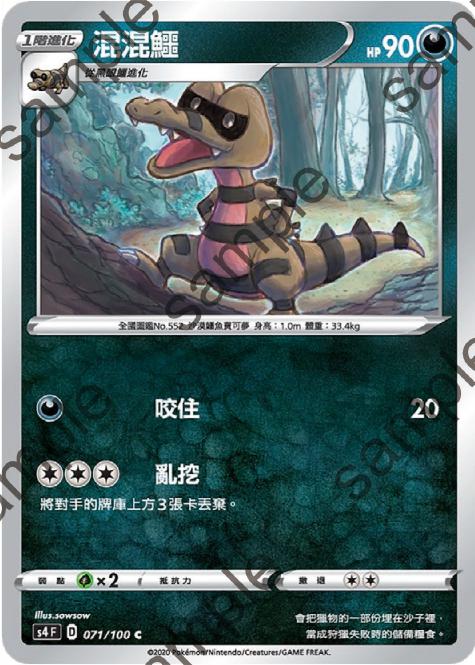 1階進化 混混鱷 HP 90
從黑眼鱷進化
全國圖鑑No.552 沙漠鱷魚寶可夢 身高：1.0m 體重：33.4kg
咬住 20
亂挖
將對手的牌庫上方3張卡丟棄。
弱點 ×2 抵抗力 撤退
illus.sowsow
s4 F D 071/100 C
會把獵物的一部份埋在沙子裡，
當成狩獵失敗時的儲備糧食。
©2020 Pokémon/Nintendo/Creatures/GAME FREAK.
sample
sample
sample
sample
sample
sample
sample
sample